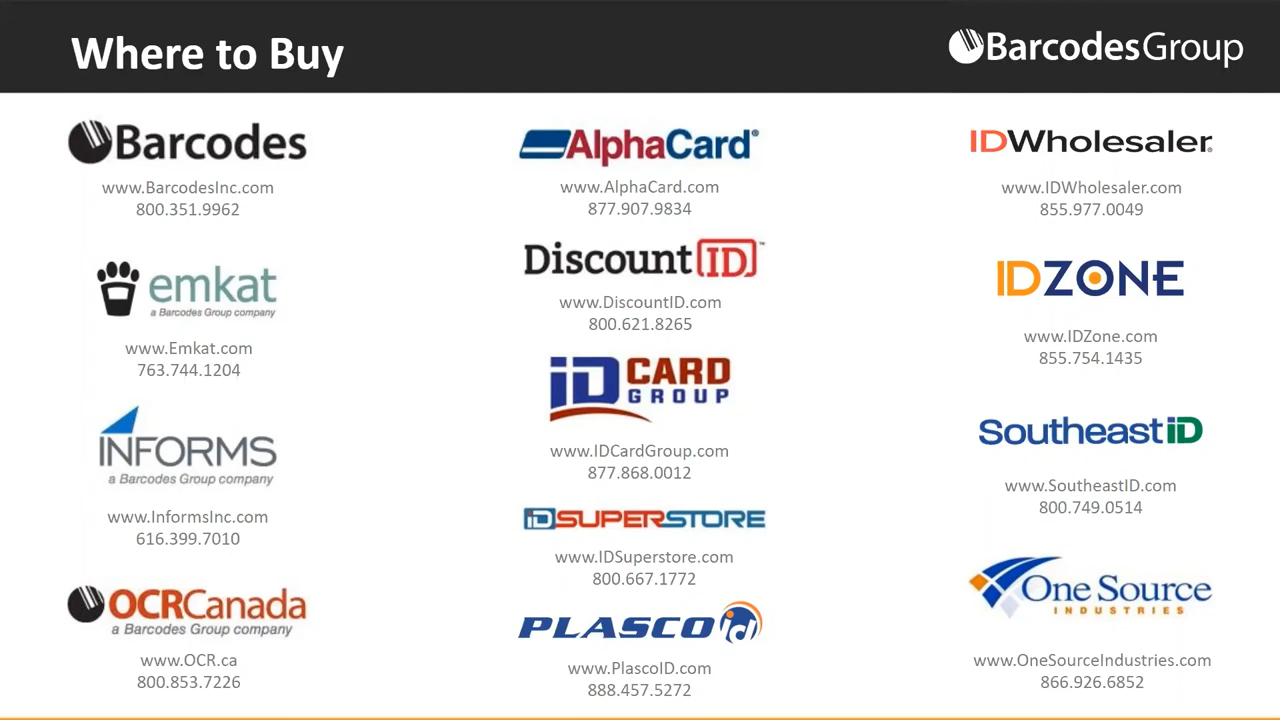 Where to Buy
BarcodesGroup
Barcodes
www.BarcodesInc.com
800.351.9962
emkat
a Barcodes Group company
www.Emkat.com
763.744.1204
INFORMS
a Barcodes Group company
www.InformsInc.com
616.399.7010
OCRCanada
a Barcodes Group company
www.OCR.ca
800.853.7226
AlphaCard®
www.AlphaCard.com
877.907.9834
Discount ID™
www.DiscountID.com
800.621.8265
iD CARD
GROUP
www.IDCardGroup.com
877.868.0012
iDSUPERSTORE
www.IDSuperstore.com
800.667.1772
PLASCO id
www.PlascoID.com
888.457.5272
IDWholesaler®
www.IDWholesaler.com
855.977.0049
IDZONE
www.IDZone.com
855.754.1435
SoutheastiD
www.SoutheastID.com
800.749.0514
One Source
INDUSTRIES
www.OneSourceIndustries.com
866.926.6852